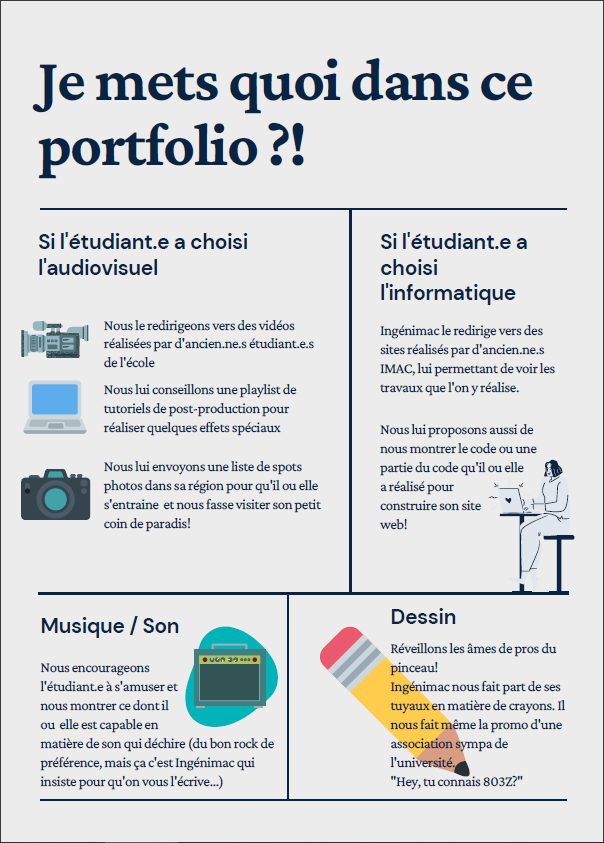 Je mets quoi dans ce
portfolio ?!
Si l'étudiant.e a choisi
l'audiovisuel
Nous le redirigeons vers des vidéos
réalisées par d'ancien.ne.s étudiant.e.s
de l'école
Nous lui conseillons une playlist de
tutoriels de post-production pour
réaliser quelques effets spéciaux
Nous lui envoyons une liste de spots
photos dans sa région pour qu'il ou elle
s'entraine et nous fasse visiter son petit
coin de paradis!
Si l'étudiant.e a
choisi
l'informatique
Ingénimac le redirige vers des
sites réalisés par d'ancien.ne.s
IMAC, lui permettant de voir les
travaux que l'on y réalise.
Nous lui proposons aussi de
nous montrer le code ou une
partie du code qu'il ou elle
a réalisé pour
construire son site
web!
Musique / Son
Nous encourageons
l'étudiant.e à s'amuser et
nous montrer ce dont il
ou elle est capable en
matière de son qui déchire (du bon rock de
préférence, mais ça c'est Ingénimac qui
insiste pour qu'on vous l'écrive...)
Dessin
Réveillons les âmes de pros du
pinceau!
Ingénimac nous fait part de ses
tuyaux en matière de crayons. Il
nous fait même la promo d'une
association sympa de
l'université.
"Hey, tu connais 803Z?"